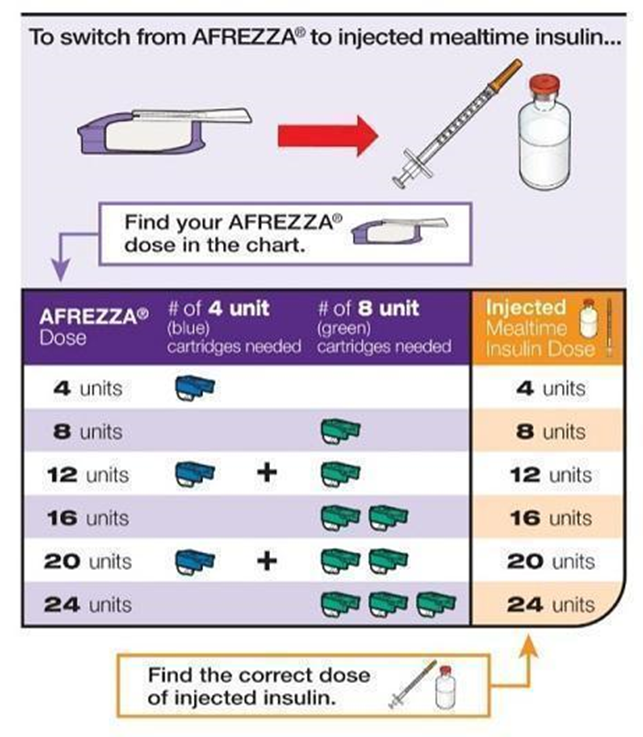 To switch from AFREZZA® to injected mealtime insulin...
Find your AFREZZA®
dose in the chart.
AFREZZA®
Dose
# of 4 unit
(blue)
cartridges needed
# of 8 unit
(green)
cartridges needed
Injected
Mealtime
Insulin Dose
4 units 4 units
8 units 8 units
12 units + 12 units
16 units 16 units
20 units + 20 units
24 units 24 units
Find the correct dose
of injected insulin.